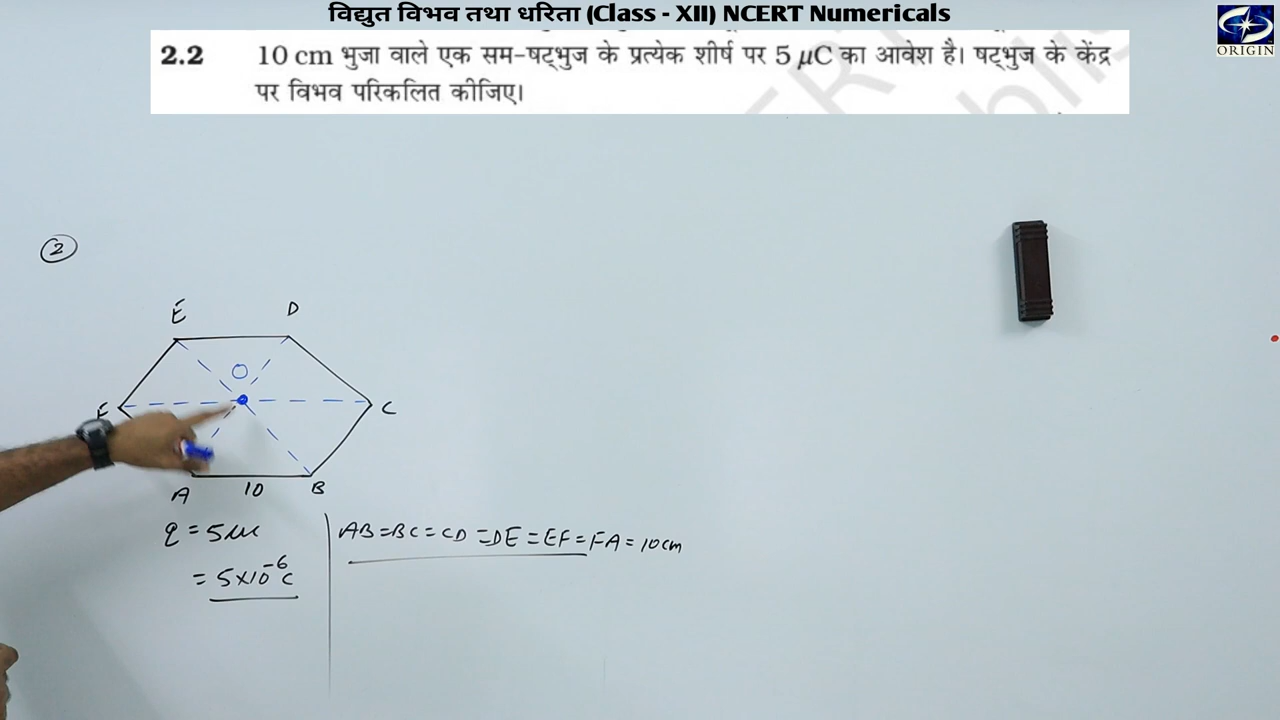 विद्युत विभव तथा धरिता (Class - XII) NCERT Numericals
ORIGIN
2.2 10 cm भुजा वाले एक सम-षट्भुज के प्रत्येक शीर्ष पर 5 μC का आवेश है। षट्भुज के केंद्र
पर विभव परिकलित कीजिए।
2
E D
O
F C
A 10 B
q = 5μC
= 5×10⁻⁶C
AB=BC=CD=DE=EF=FA=10cm